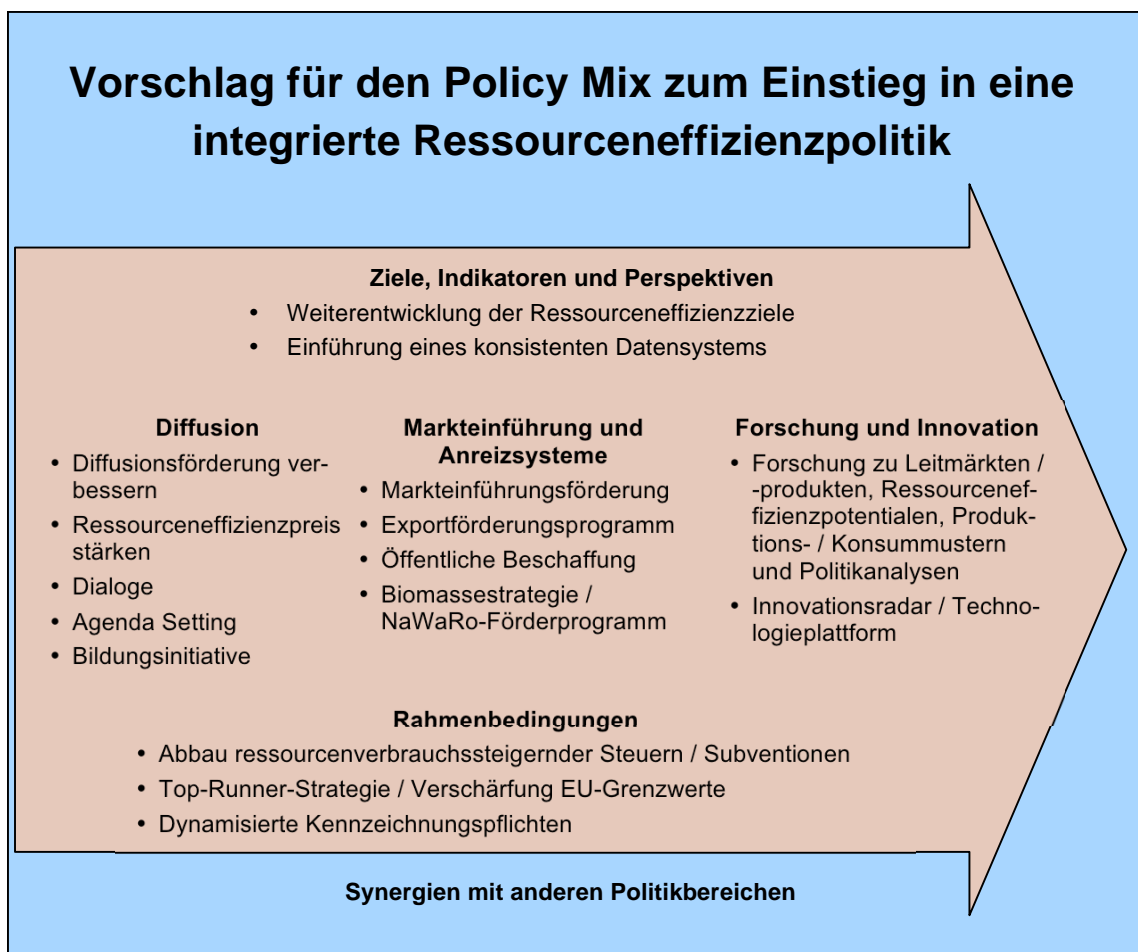 Vorschlag für den Policy Mix zum Einstieg in eine
integrierte Ressourceneffizienzpolitik
Ziele, Indikatoren und Perspektiven
• Weiterentwicklung der Ressourceneffizienzziele
• Einführung eines konsistenten Datensystems
Diffusion
• Diffusionsförderung ver-
bessern
• Ressourceneffizienzpreis
stärken
• Dialoge
• Agenda Setting
• Bildungsinitiative
Markteinführung und
Anreizsysteme
• Markteinführungsförderung
• Exportförderungsprogramm
• Öffentliche Beschaffung
• Biomassestrategie /
NaWaRo-Förderprogramm
Forschung und Innovation
• Forschung zu Leitmärkten /
-produkten, Ressourcenef-
fizienzpotentialen, Produk-
tions- / Konsummustern
und Politikanalysen
• Innovationsradar / Techno-
logieplattform
Rahmenbedingungen
• Abbau ressourcenverbrauchssteigernder Steuern / Subventionen
• Top-Runner-Strategie / Verschärfung EU-Grenzwerte
• Dynamisierte Kennzeichnungspflichten
Synergien mit anderen Politikbereichen